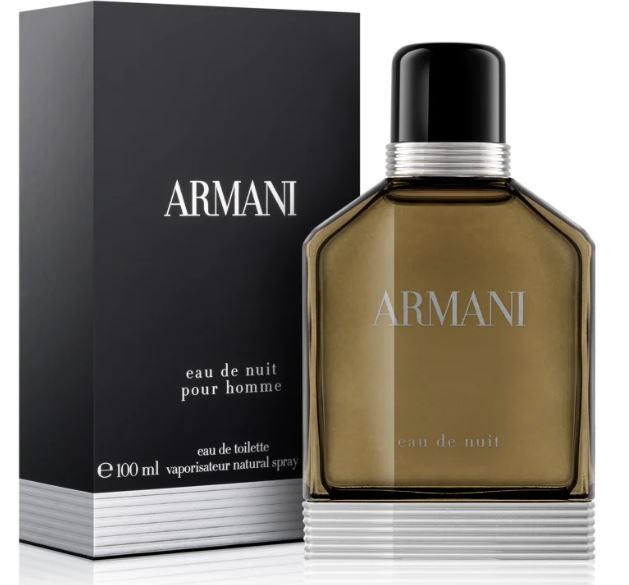 ARMANI
eau de nuit
pour homme
eau de toilette
℮ 100 ml vaporisateur natural spray
ARMANI
eau de nuit